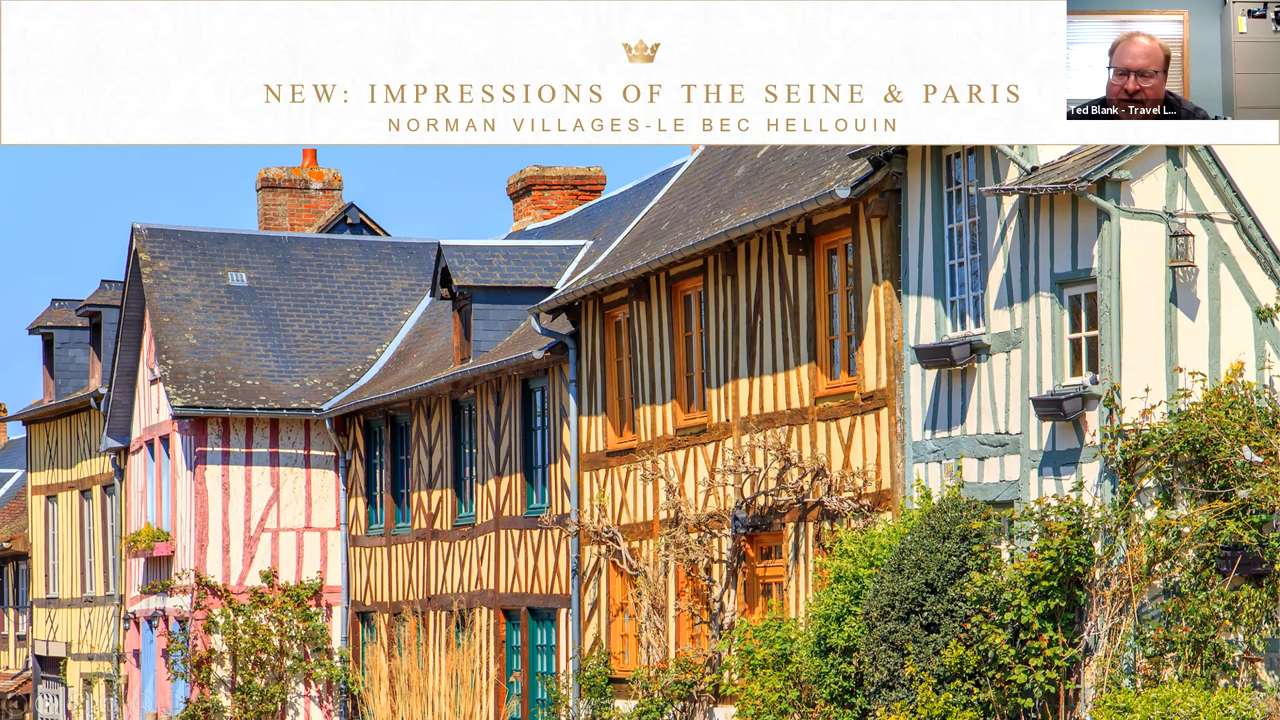 NEW: IMPRESSIONS OF THE SEINE & PARIS
NORMAN VILLAGES-LE BEC HELLOUIN
Ted Blank - Travel L...